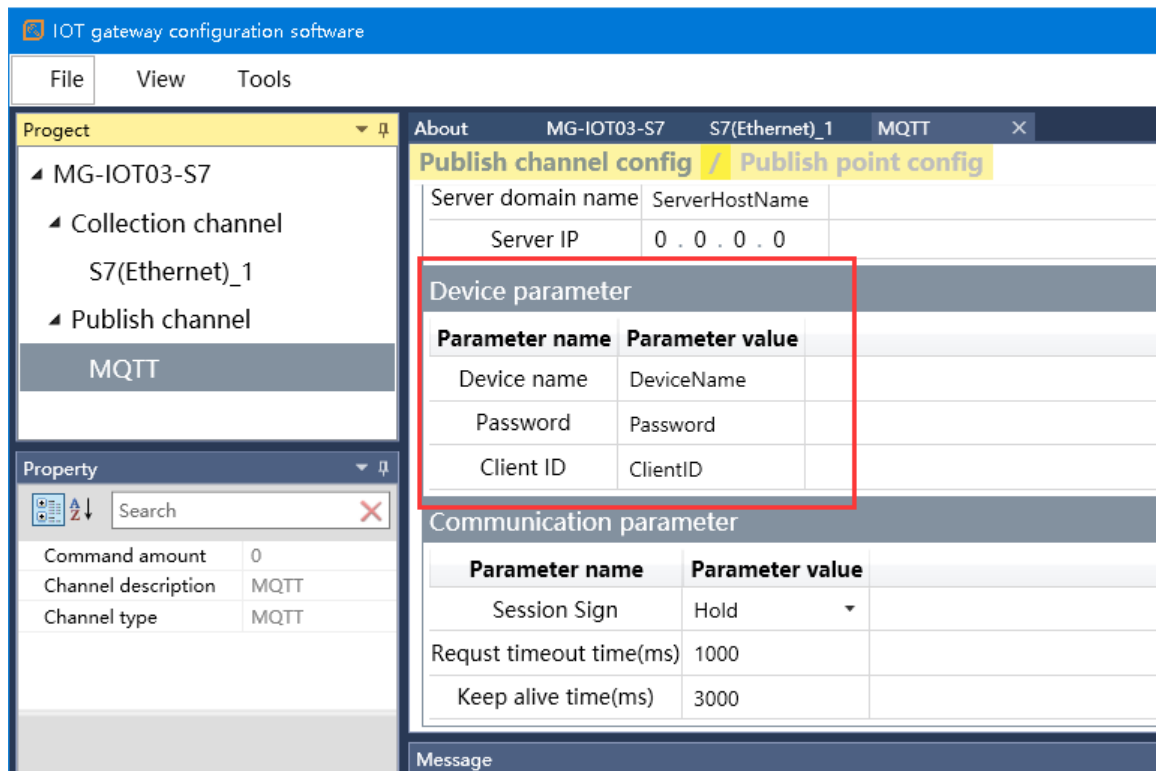 IOT gateway configuration software
File View Tools
Progect
MG-IOT03-S7
Collection channel
S7(Ethernet)_1
Publish channel
MQTT
Property
Search
Command amount 0
Channel description MQTT
Channel type MQTT
About MG-IOT03-S7 S7(Ethernet)_1 MQTT
Publish channel config / Publish point config
Server domain name ServerHostName
Server IP 0 . 0 . 0 . 0
Device parameter
Parameter name Parameter value
Device name DeviceName
Password Password
Client ID ClientID
Communication parameter
Parameter name Parameter value
Session Sign Hold
Requst timeout time(ms) 1000
Keep alive time(ms) 3000
Message